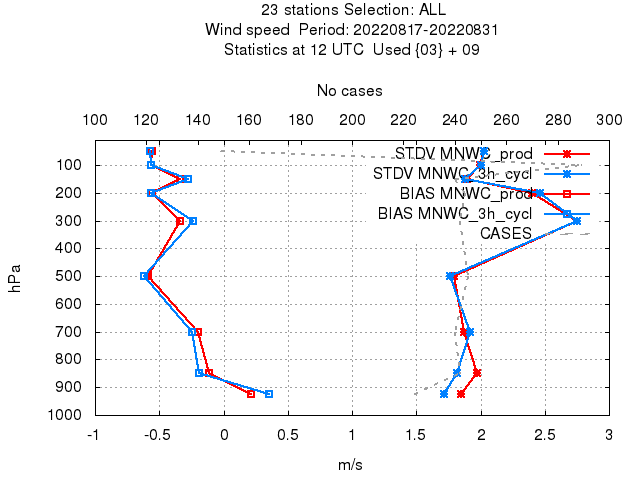 23 stations Selection: ALL
Wind speed  Period: 20220817-20220831
Statistics at 12 UTC  Used {03} + 09
No cases
100 120 140 160 180 200 220 240 260 280 300
STDV MNWC_prod
STDV MNWC_3h_cycl
BIAS MNWC_prod
BIAS MNWC_3h_cycl
CASES
hPa
100
200
300
400
500
600
700
800
900
1000
-1 -0.5 0 0.5 1 1.5 2 2.5 3
m/s